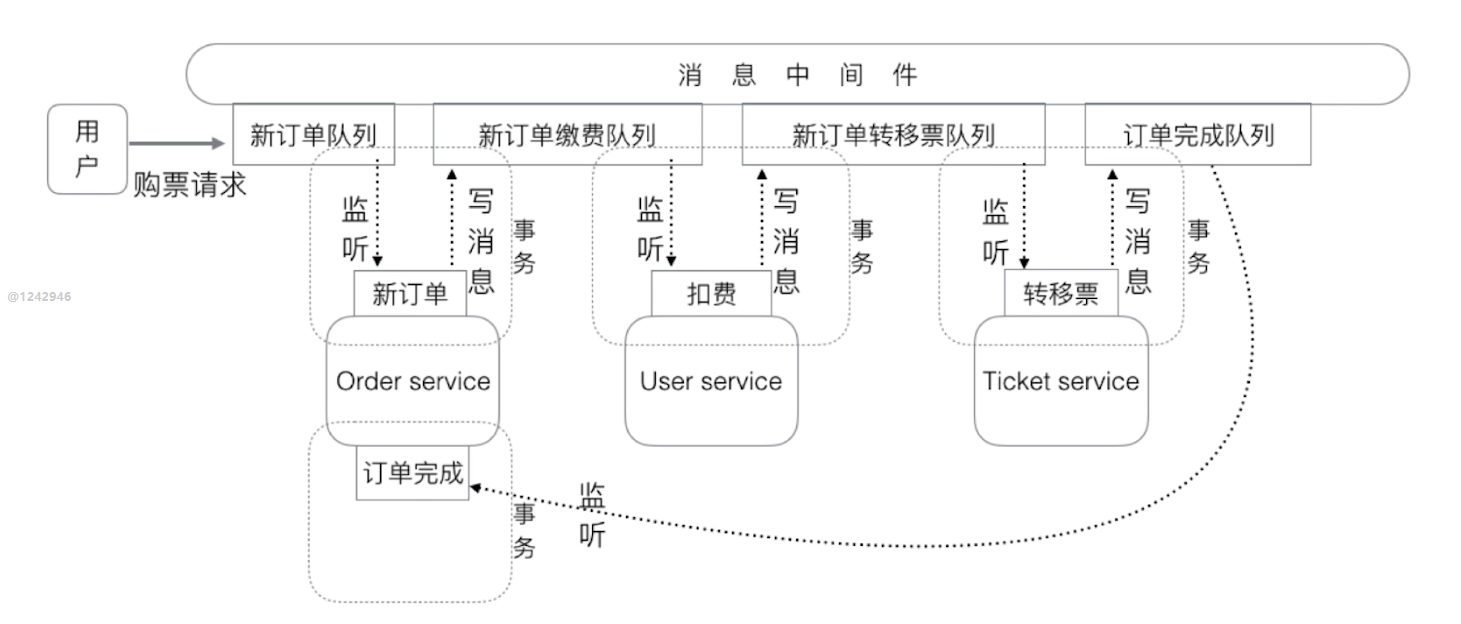 消息中间件
用户
购票请求
新订单队列
新订单缴费队列
新订单转移票队列
订单完成队列
监听
写消息
事务
监听
写消息
事务
监听
写消息
事务
新订单
扣费
转移票
@1242946
Order service
User service
Ticket service
订单完成
监听
事务